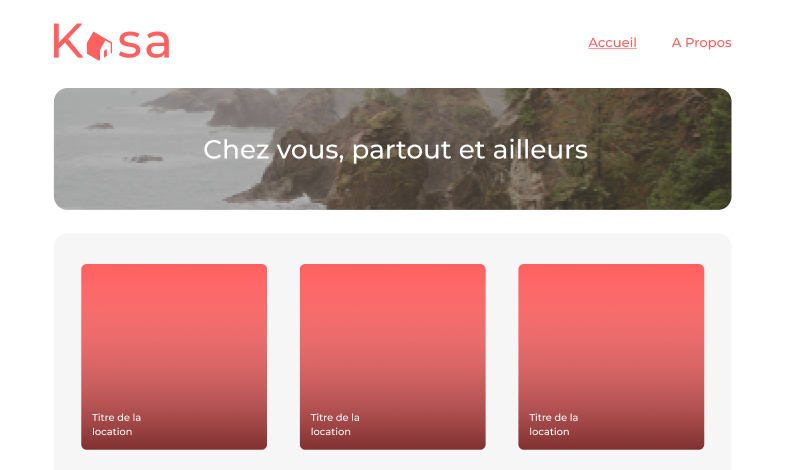 Kasa
Accueil
A Propos
Chez vous, partout et ailleurs
Titre de la
location
Titre de la
location
Titre de la
location